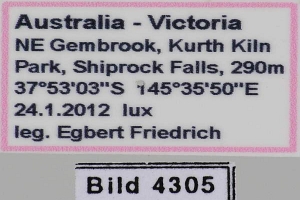 Australia - Victoria
NE Gembrook, Kurth Kiln
Park, Shiprock Falls, 290m
37°53'03"S 145°35'50"E
24.1.2012 lux
leg. Egbert Friedrich
Bild 4305